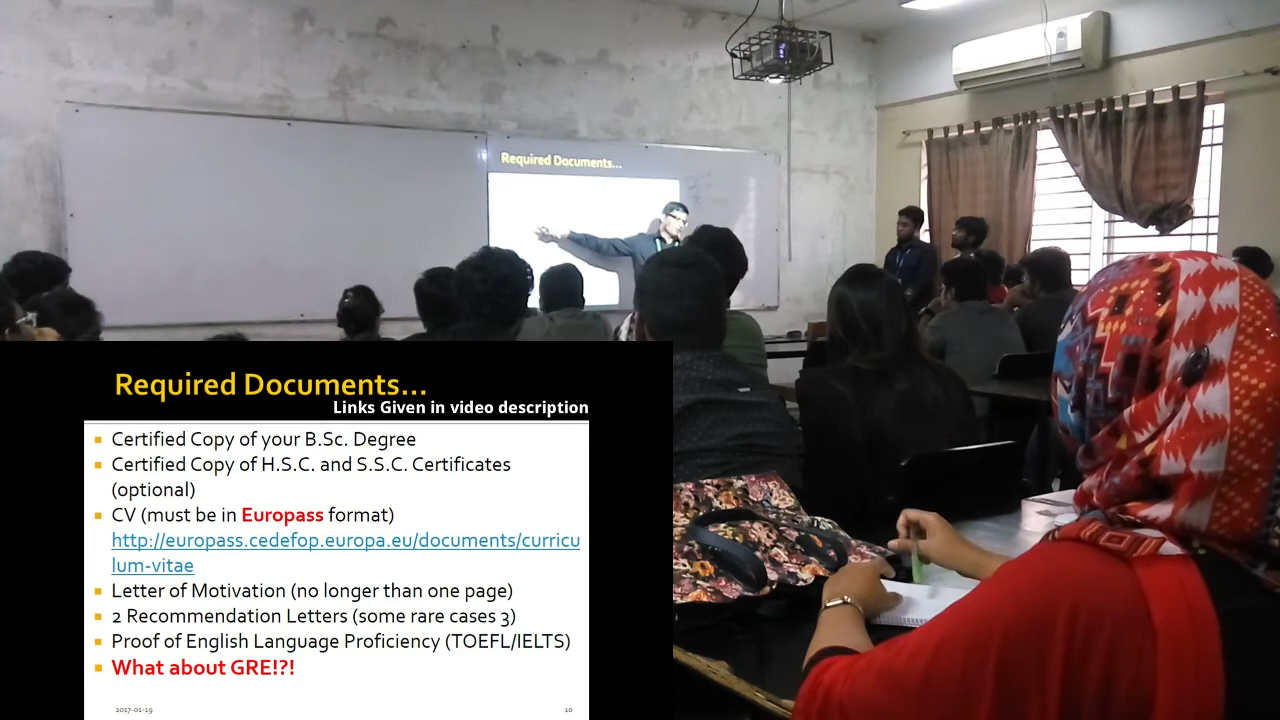 Required Documents...
Required Documents...
Links Given in video description
Certified Copy of your B.Sc. Degree
Certified Copy of H.S.C. and S.S.C. Certificates
(optional)
CV (must be in Europass format)
http://europass.cedefop.europa.eu/documents/curricu
lum-vitae
Letter of Motivation (no longer than one page)
2 Recommendation Letters (some rare cases 3)
Proof of English Language Proficiency (TOEFL/IELTS)
What about GRE!?!
2017-01-19
10